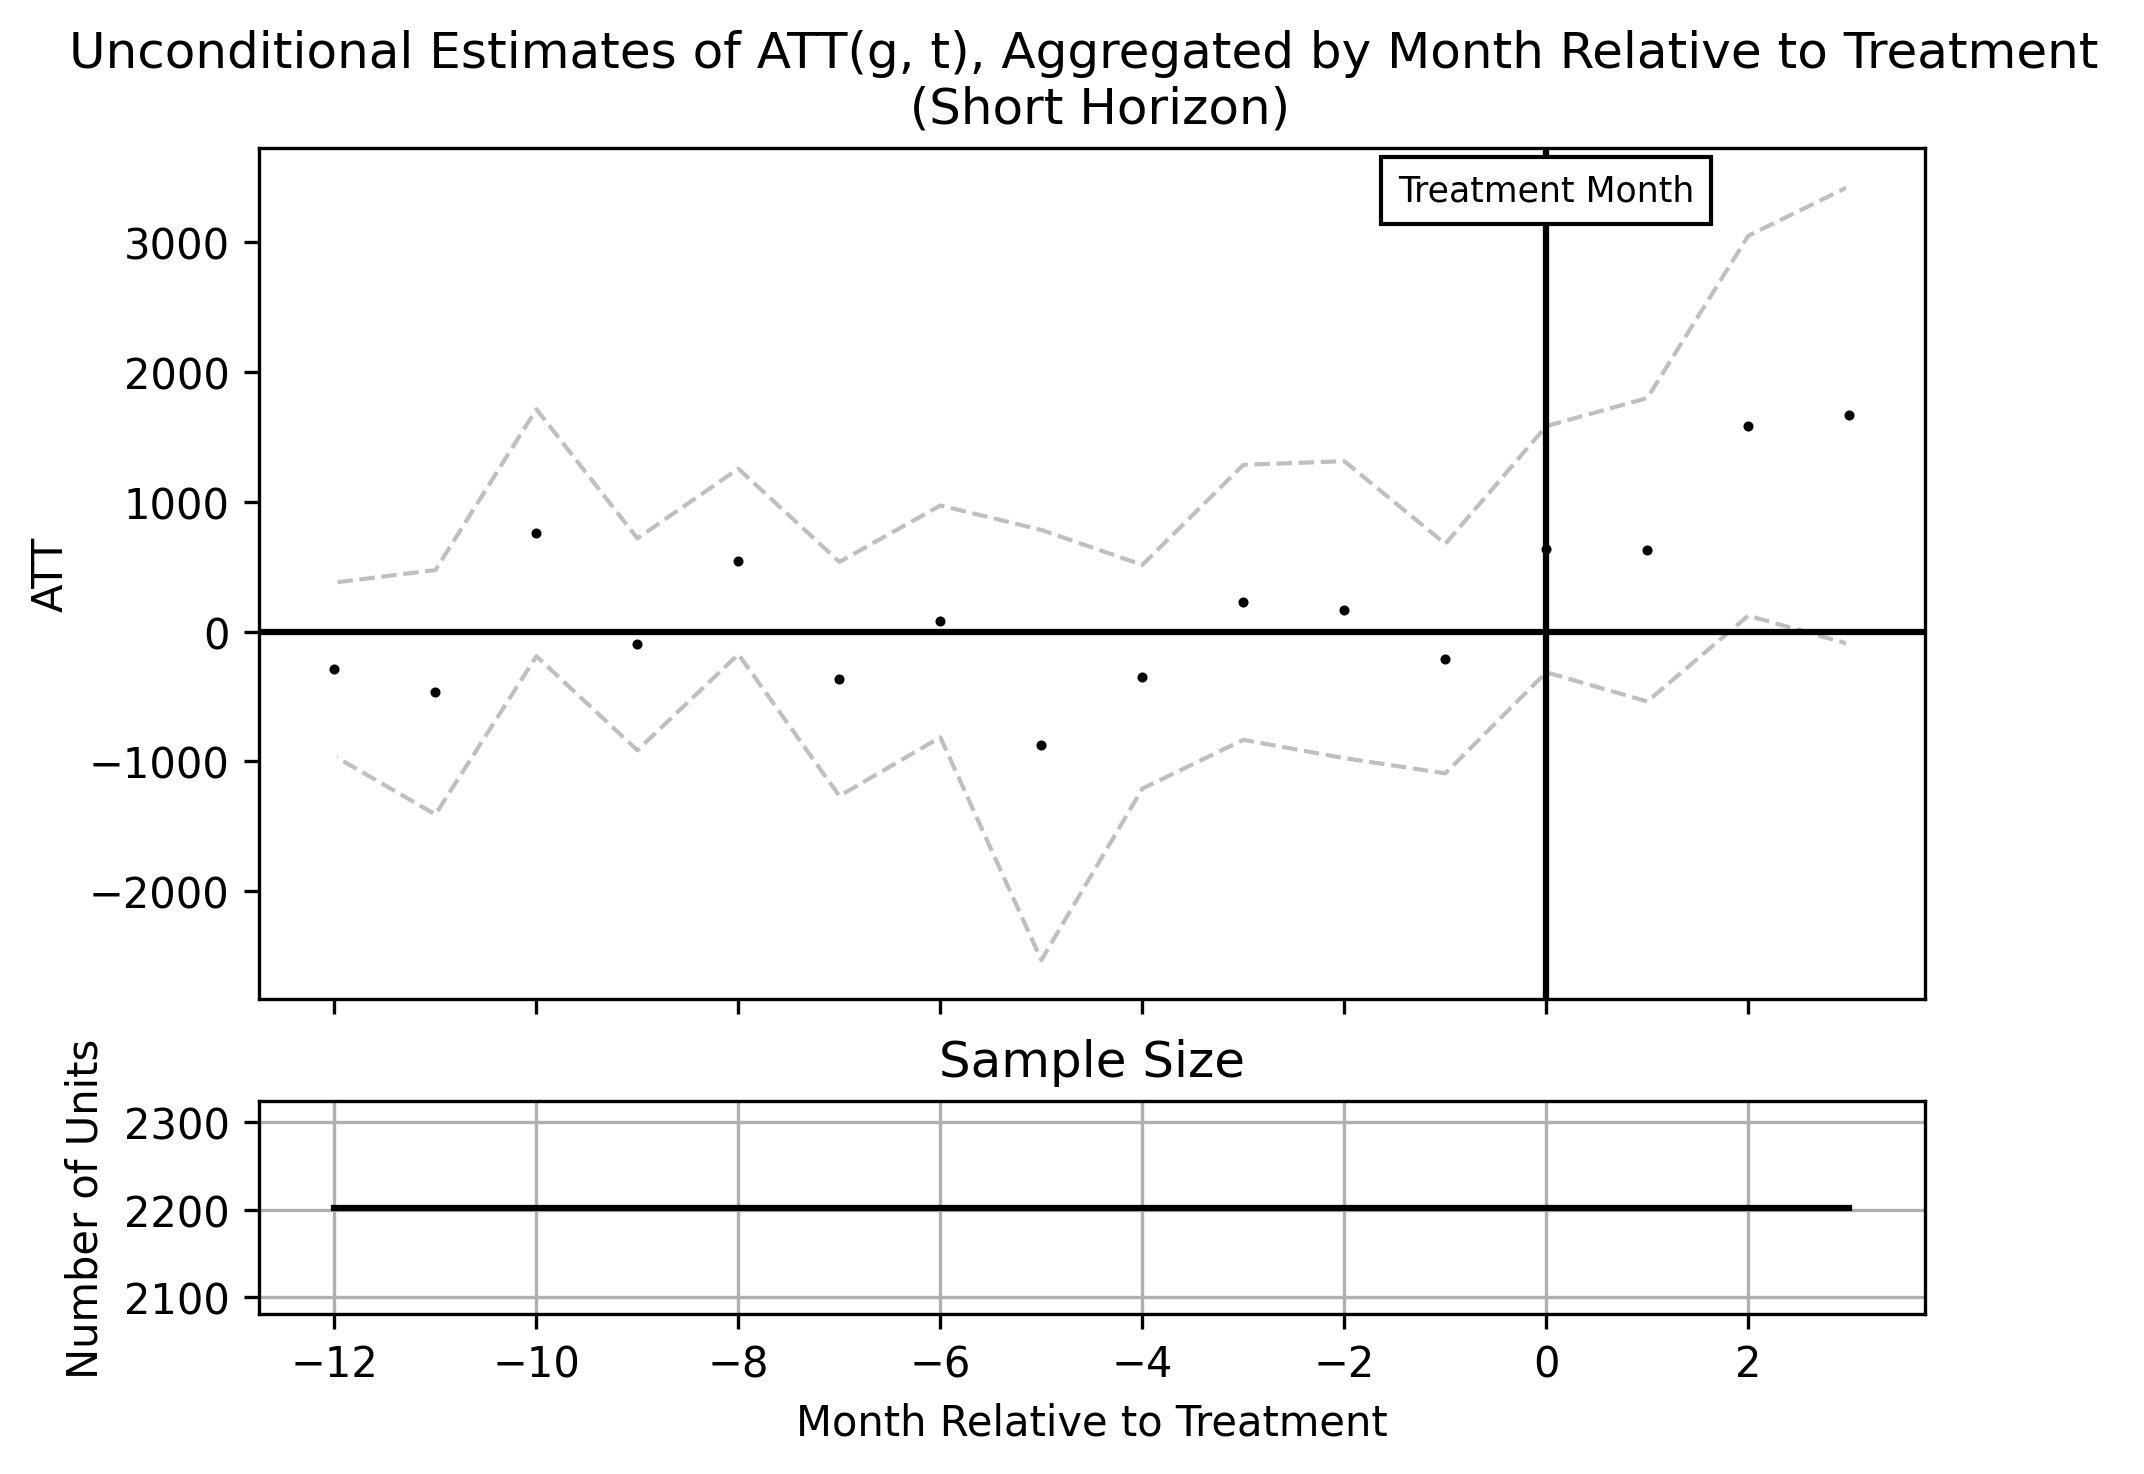 Unconditional Estimates of ATT(g, t), Aggregated by Month Relative to Treatment
(Short Horizon)
Treatment Month
ATT
3000
2000
1000
0
−1000
−2000
Sample Size
Number of Units
2300
2200
2100
−12 −10 −8 −6 −4 −2 0 2
Month Relative to Treatment